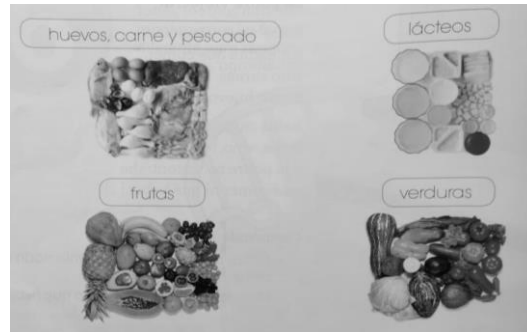 huevos, carne y pescado
lácteos
frutas
verduras